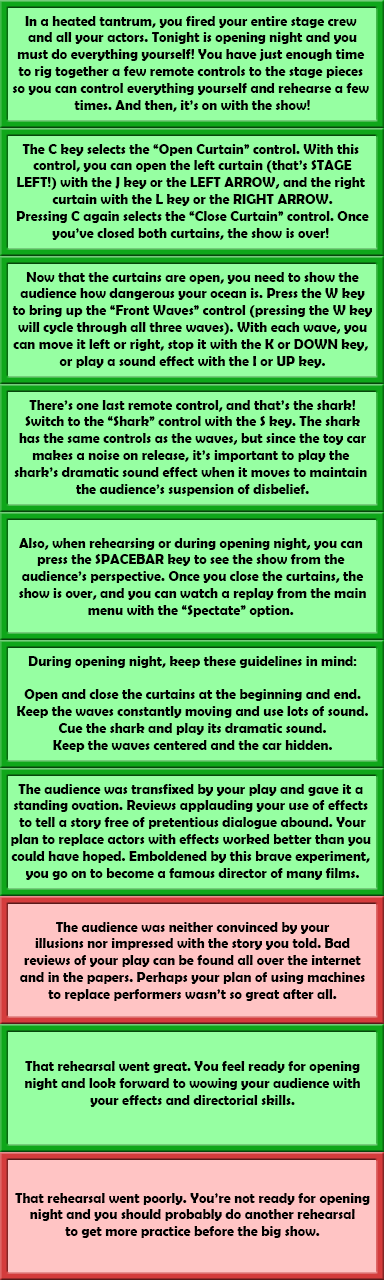 In a heated tantrum, you fired your entire stage crew
and all your actors. Tonight is opening night and you
must do everything yourself! You have just enough time
to rig together a few remote controls to the stage pieces
so you can control everything yourself and rehearse a few
times. And then, it's on with the show!
The C key selects the “Open Curtain” control. With this
control, you can open the left curtain (that's STAGE
LEFT!) with the J key or the LEFT ARROW, and the right
curtain with the L key or the RIGHT ARROW.
Pressing C again selects the “Close Curtain” control. Once
you've closed both curtains, the show is over!
Now that the curtains are open, you need to show the
audience how dangerous your ocean is. Press the W key
to bring up the “Front Waves” control (pressing the W key
will cycle through all three waves). With each wave, you
can move it left or right, stop it with the K or DOWN key,
or play a sound effect with the I or UP key.
There's one last remote control, and that's the shark!
Switch to the “Shark” control with the S key. The shark
has the same controls as the waves, but since the toy car
makes a noise on release, it's important to play the
shark's dramatic sound effect when it moves to maintain
the audience's suspension of disbelief.
Also, when rehearsing or during opening night, you can
press the SPACEBAR key to see the show from the
audience's perspective. Once you close the curtains, the
show is over, and you can watch a replay from the main
menu with the “Spectate” option.
During opening night, keep these guidelines in mind:
Open and close the curtains at the beginning and end.
Keep the waves constantly moving and use lots of sound.
Cue the shark and play its dramatic sound.
Keep the waves centered and the car hidden.
The audience was transfixed by your play and gave it a
standing ovation. Reviews applauding your use of effects
to tell a story free of pretentious dialogue abound. Your
plan to replace actors with effects worked better than you
could have hoped. Emboldened by this brave experiment,
you go on to become a famous director of many films.
The audience was neither convinced by your
illusions nor impressed with the story you told. Bad
reviews of your play can be found all over the internet
and in the papers. Perhaps your plan of using machines
to replace performers wasn't so great after all.
That rehearsal went great. You feel ready for opening
night and look forward to wowing your audience with
your effects and directorial skills.
That rehearsal went poorly. You're not ready for opening
night and you should probably do another rehearsal
to get more practice before the big show.